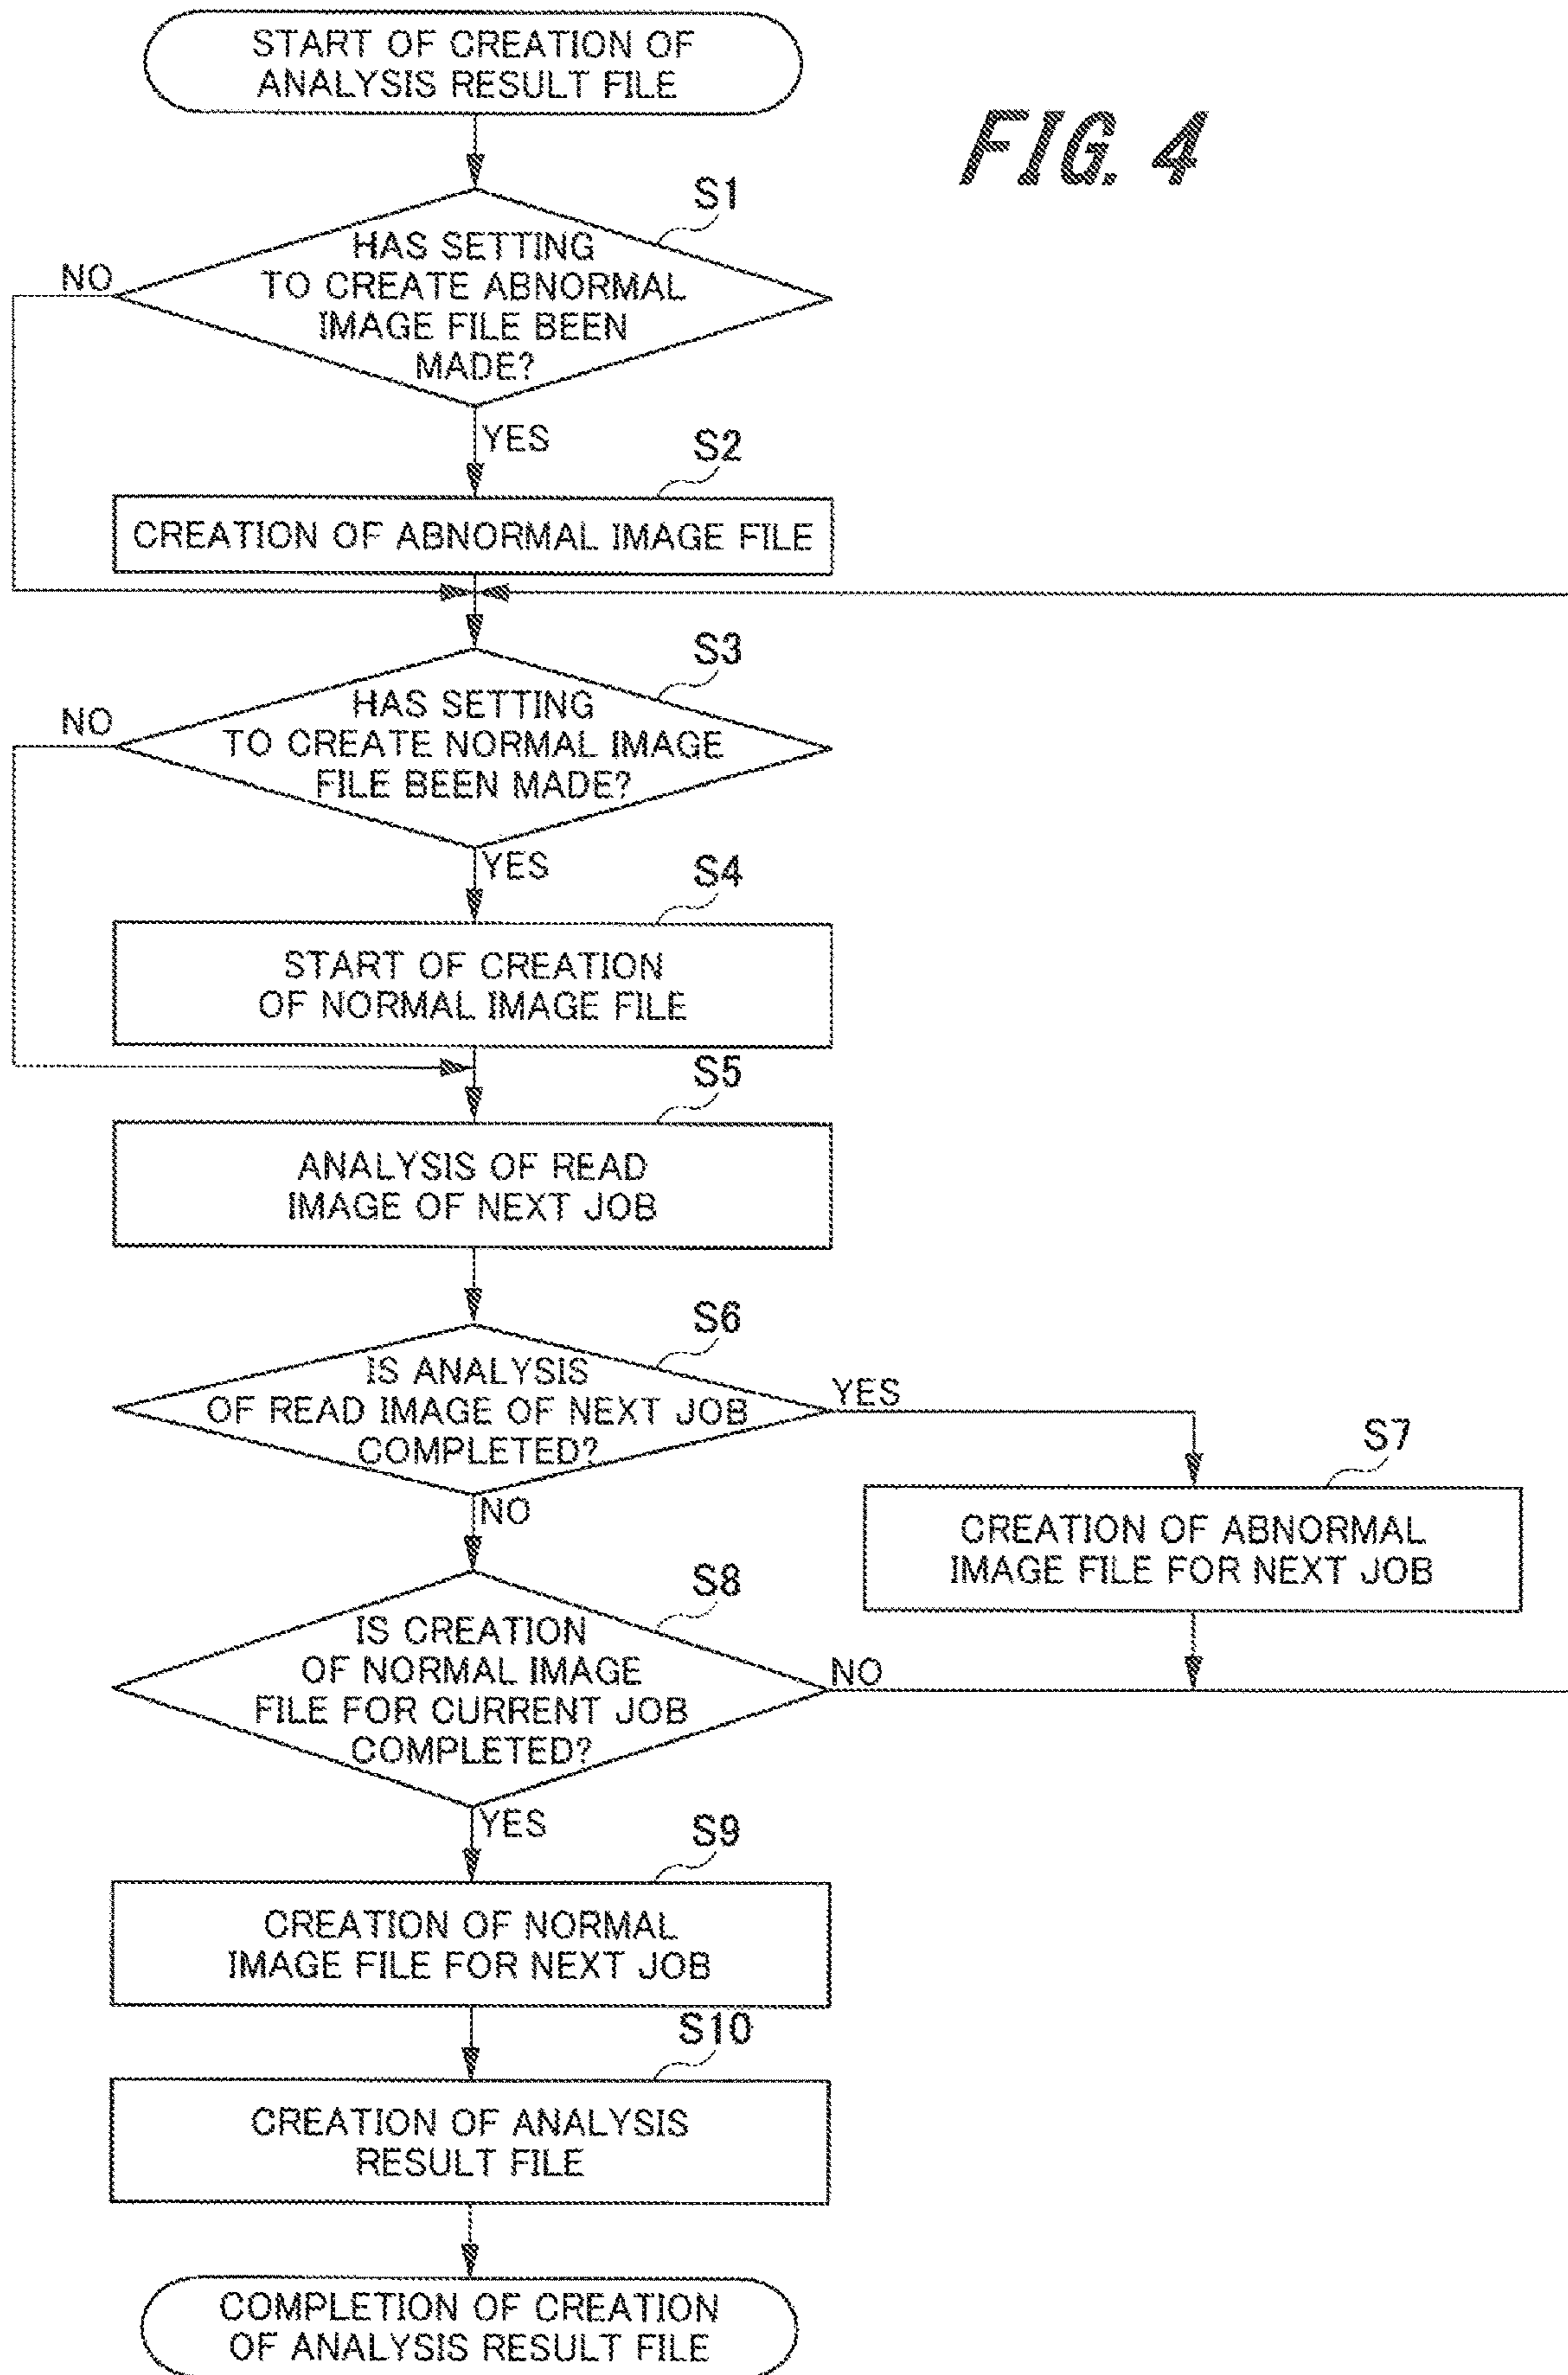 START OF CREATION OF
ANALYSIS RESULT FILE
FIG. 4
S1
HAS SETTING
TO CREATE ABNORMAL
IMAGE FILE BEEN
MADE?
NO
YES
S2
CREATION OF ABNORMAL IMAGE FILE
S3
HAS SETTING
TO CREATE NORMAL IMAGE
FILE BEEN MADE?
NO
YES
S4
START OF CREATION
OF NORMAL IMAGE FILE
S5
ANALYSIS OF READ
IMAGE OF NEXT JOB
S6
IS ANALYSIS
OF READ IMAGE OF NEXT JOB
COMPLETED?
YES
NO
S7
CREATION OF ABNORMAL
IMAGE FILE FOR NEXT JOB
S8
IS CREATION
OF NORMAL IMAGE
FILE FOR CURRENT JOB
COMPLETED?
NO
YES
S9
CREATION OF NORMAL
IMAGE FILE FOR NEXT JOB
S10
CREATION OF ANALYSIS
RESULT FILE
COMPLETION OF CREATION
OF ANALYSIS RESULT FILE